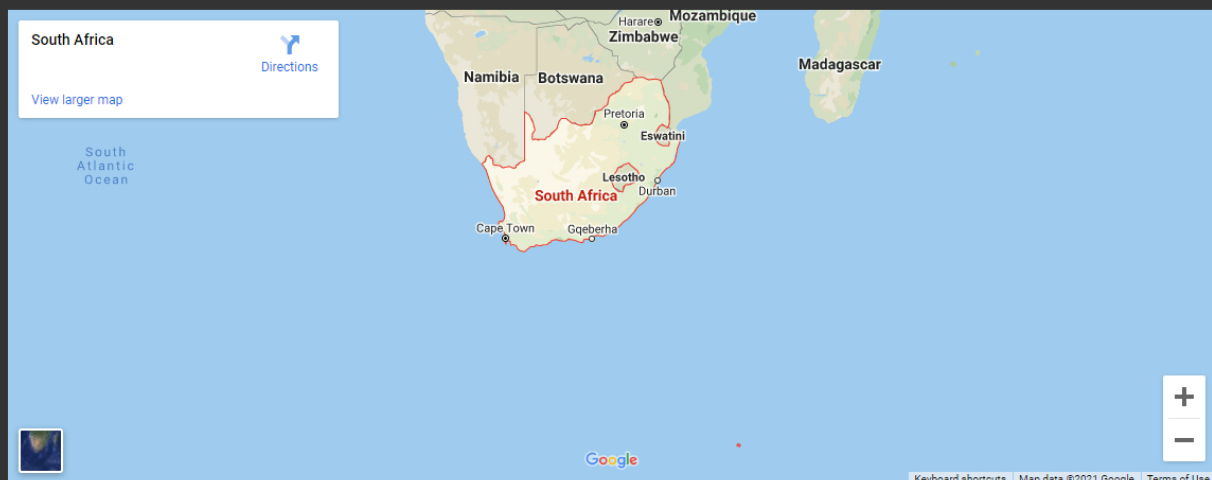 South Africa
Directions
View larger map
South
Atlantic
Ocean
Harare
Mozambique
Zimbabwe
Namibia
Botswana
Madagascar
Pretoria
Eswatini
Lesotho
South Africa
Durban
Cape Town
Gqeberha
Google
Keyboard shortcuts
Map data ©2021 Google
Terms of Use